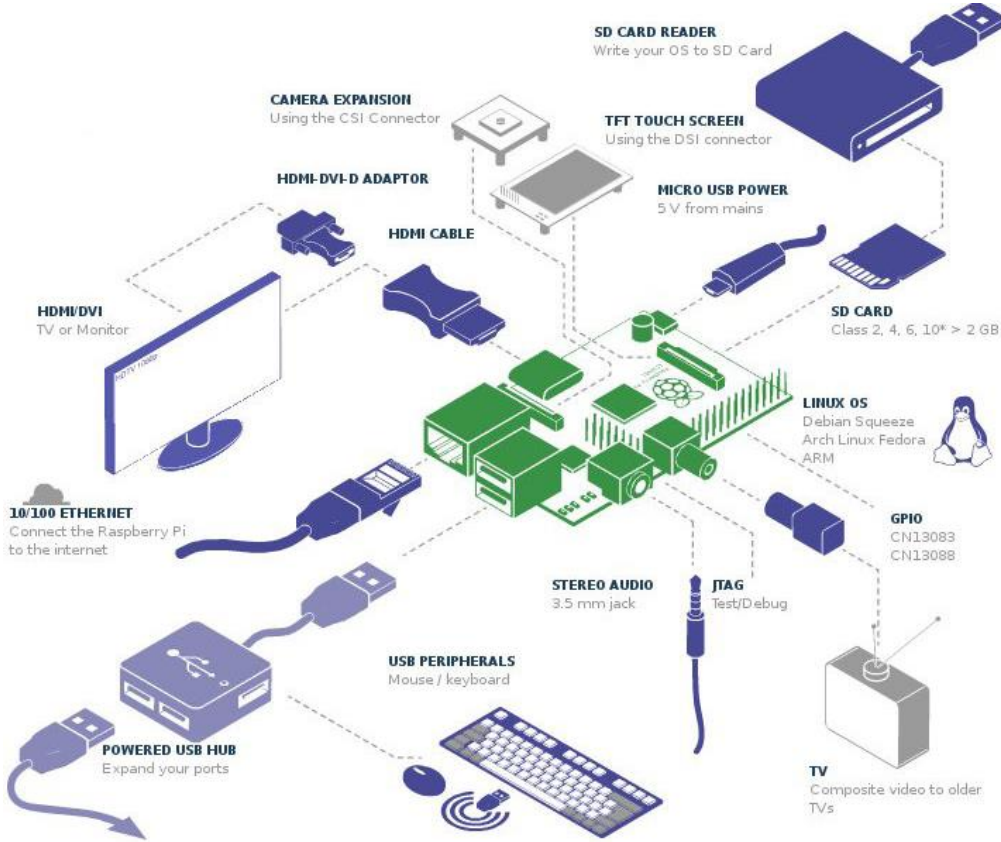 SD CARD READER
Write your OS to SD Card
CAMERA EXPANSION
Using the CSI Connector
TFT TOUCH SCREEN
Using the DSI connector
HDMI-DVI-D ADAPTOR
MICRO USB POWER
5 V from mains
HDMI CABLE
HDMI/DVI
TV or Monitor
HDTV 1080p
SD CARD
Class 2, 4, 6, 10* > 2 GB
LINUX OS
Debian Squeeze
Arch Linux Fedora
ARM
10/100 ETHERNET
Connect the Raspberry Pi
to the internet
GPIO
CN13083
CN13088
STEREO AUDIO
3.5 mm jack
JTAG
Test/Debug
USB PERIPHERALS
Mouse / keyboard
POWERED USB HUB
Expand your ports
TV
Composite video to older
TVs